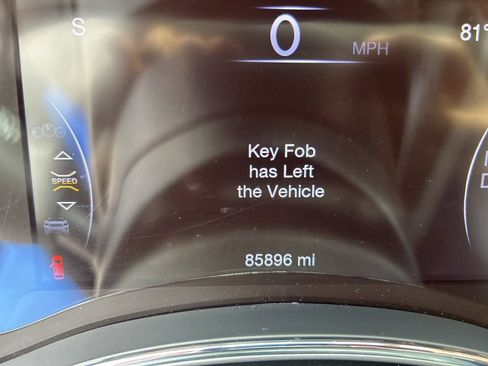 S
0
MPH
81°
SPEED
Key Fob
has Left
the Vehicle
85896 mi